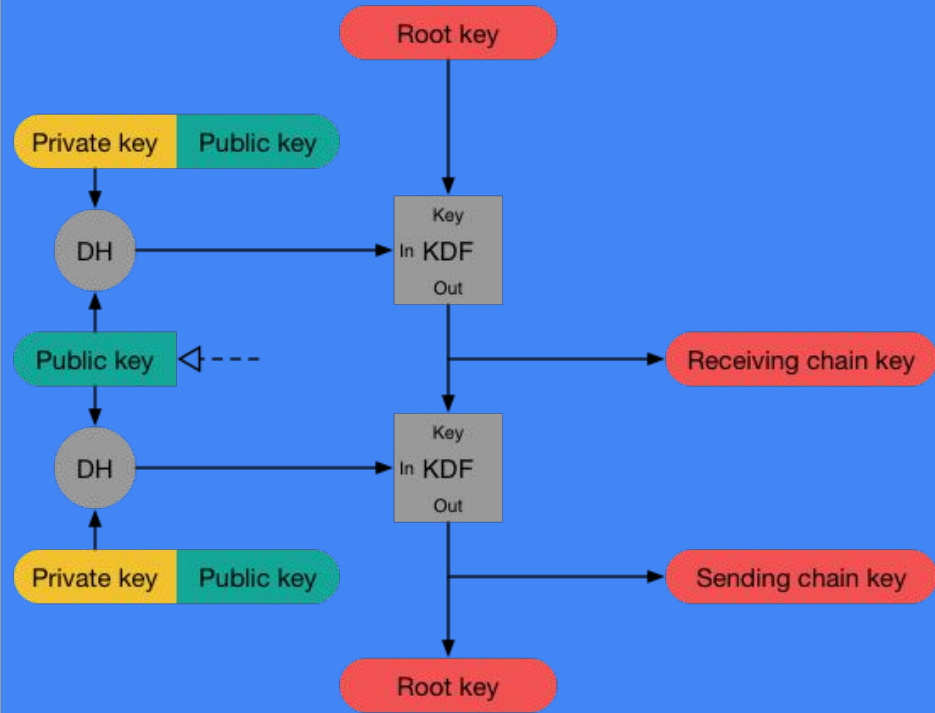 Root key
Private key
Public key
Key
DH
In KDF
Out
Public key
Receiving chain key
Key
DH
In KDF
Out
Private key
Public key
Sending chain key
Root key